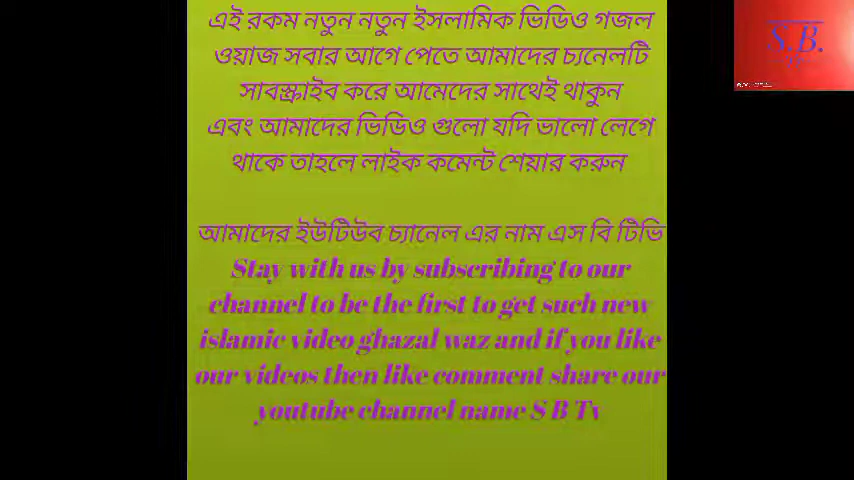 এই রকম নতুন নতুন ইসলামিক ভিডিও গজল
ওয়াজ সবার আগে পেতে আমাদের চ্যনেলটি
সাবস্ক্রাইব করে আমেদের সাথেই থাকুন
এবং আমাদের ভিডিও গুলো যদি ভালো লেগে
থাকে তাহলে লাইক কমেন্ট শেয়ার করুন
আমাদের ইউটিউব চ্যানেল এর নাম এস বি টিভি
Stay with us by subscribing to our
channel to be the first to get such new
islamic video ghazal waz and if you like
our videos then like comment share our
youtube channel name S B Tv
S.B.